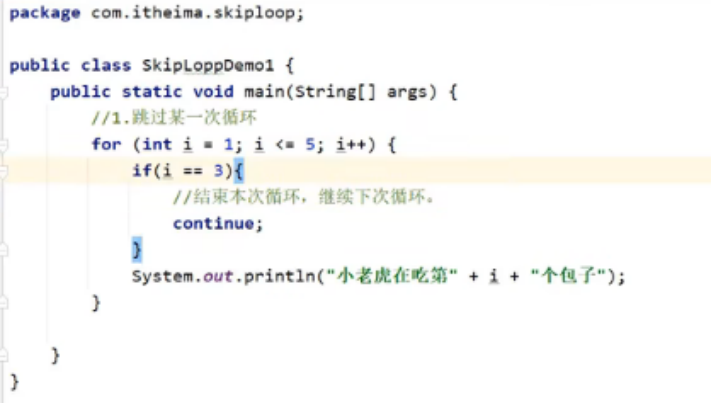 package com.itheima.skiploop;
public class SkipLoppDemo1 {
public static void main(String[] args) {
//1.跳过某一次循环
for (int i = 1; i <= 5; i++) {
if(i == 3){
//结束本次循环，继续下次循环。
continue;
}
System.out.println("小老虎在吃第" + i + "个包子");
}
}
}